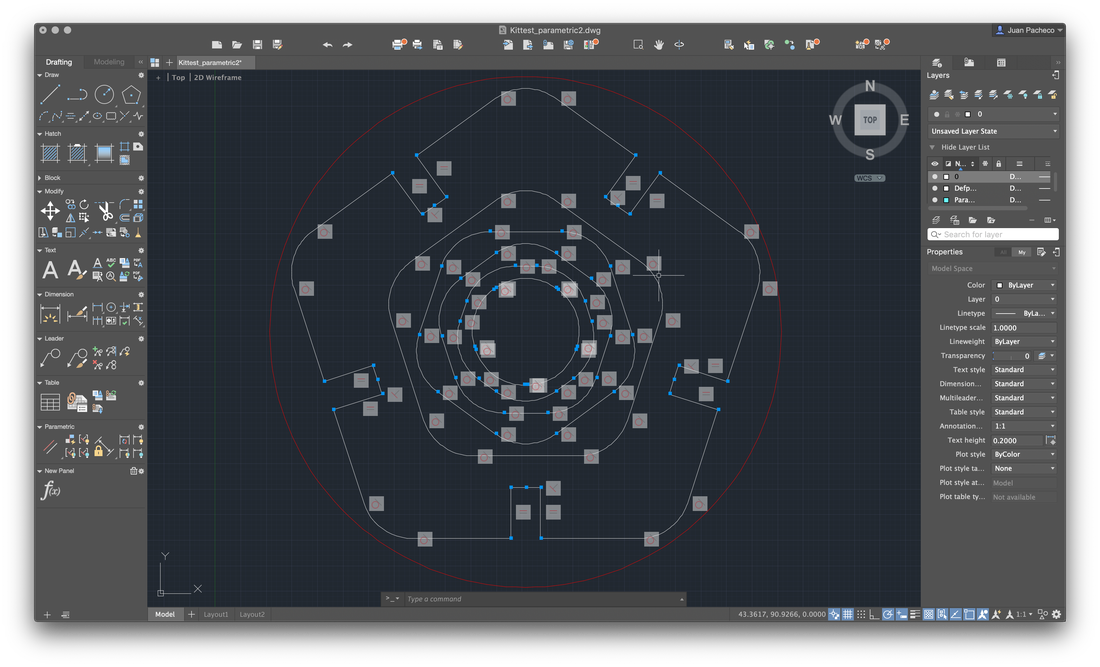 Kittest_parametric2.dwg
Juan Pacheco
Drafting
Modeling
Kittest_parametric2*
+ | Top | 2D Wireframe
Draw
Hatch
Block
Modify
Text
Dimension
Leader
Table
Parametric
New Panel
f(x)
N
W
TOP
E
S
WCS
Y
X
>_
Type a command
Model
Layout1
Layout2
43.3617, 90.9266, 0.0000
1:1
Layers
0
Unsaved Layer State
Hide Layer List
N...
0 D...
Defp... D...
Para... D...
Search for layer
Properties
All
My
Model Space
Color ByLayer
Layer 0
Linetype ByLa...
Linetype scale 1.0000
Lineweight ByLayer
Transparency 0
Text style Standard
Dimension... Standard
Multileader... Standard
Table style Standard
Annotation... 1:1
Text height 0.2000
Plot style ByColor
Plot style ta... None
Plot style at... Model
Plot table ty... Not available